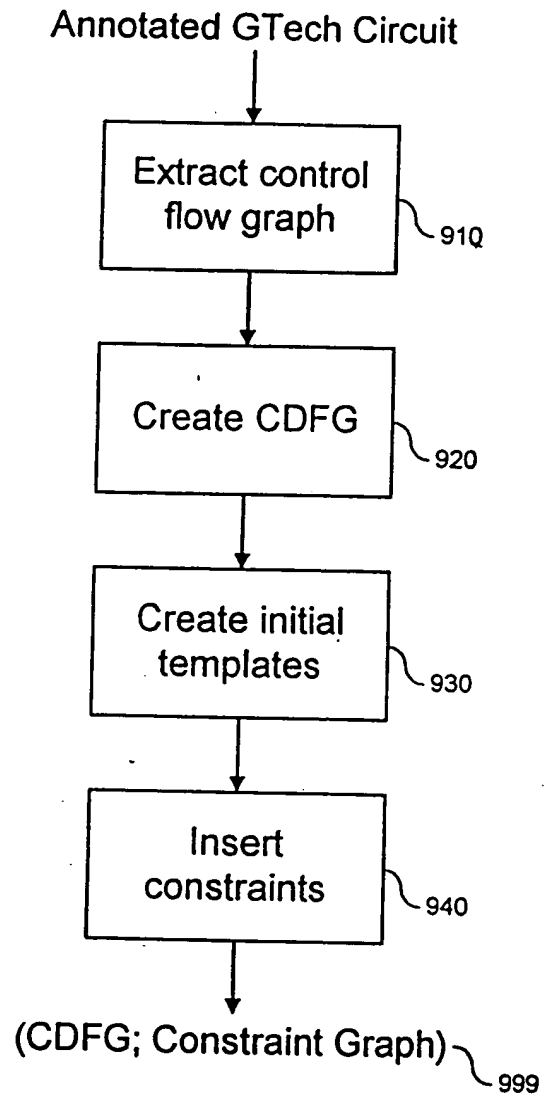 Annotated GTech Circuit
Extract control
flow graph
910
Create CDFG
920
Create initial
templates
930
Insert
constraints
940
(CDFG; Constraint Graph)
999